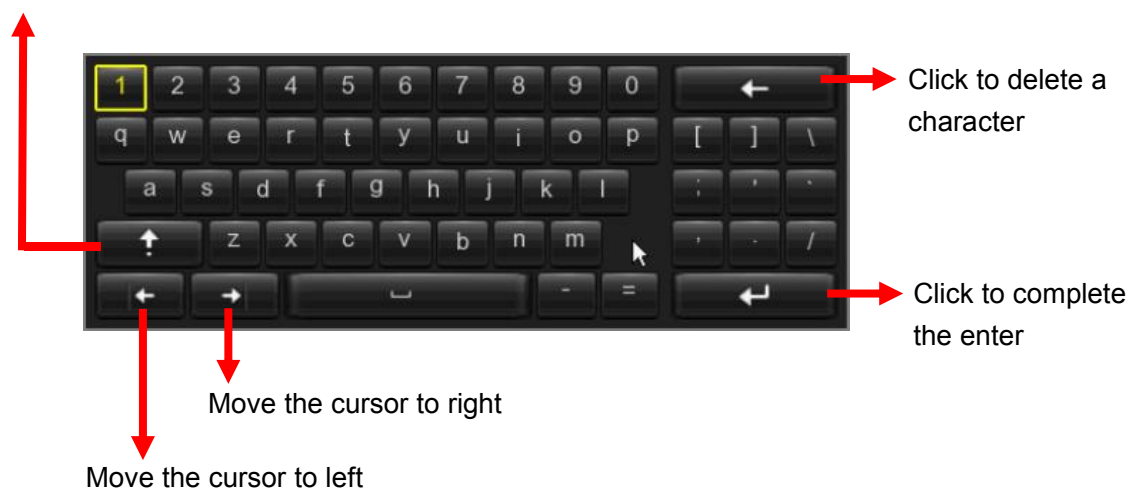 1 2 3 4 5 6 7 8 9 0
Click to delete a
character
q w e r t y u i o p [ ] \
a s d f g h j k l ; ' `
z x c v b n m , . /
- =
Click to complete
the enter
Move the cursor to right
Move the cursor to left